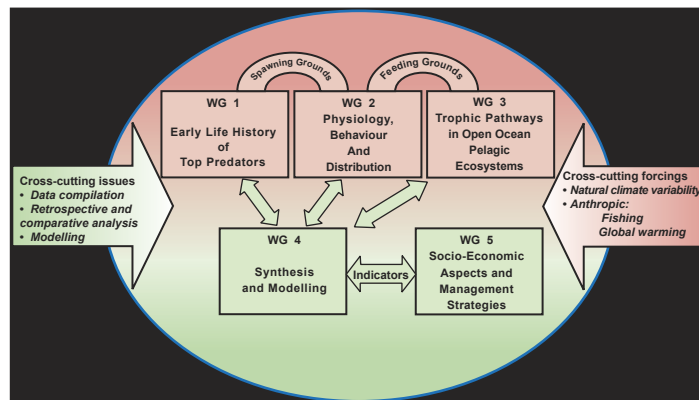 Spawning Grounds
Feeding Grounds
WG 1
Early Life History
of
Top Predators
WG 2
Physiology,
Behaviour
And
Distribution
WG 3
Trophic Pathways
in Open Ocean
Pelagic
Ecosystems
Cross-cutting issues
• Data compilation
• Retrospective and
comparative analysis
• Modelling
Cross-cutting forcings
• Natural climate variability
• Anthropic:
Fishing
Global warming
WG 4
Synthesis
and Modelling
Indicators
WG 5
Socio-Economic
Aspects and
Management
Strategies